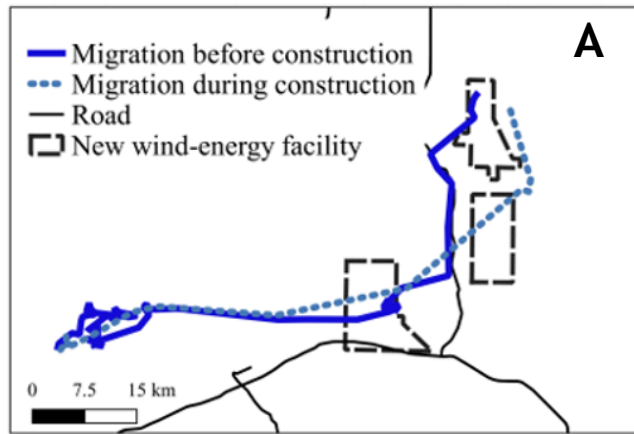 A
Migration before construction
Migration during construction
Road
New wind-energy facility
0 7.5 15 km